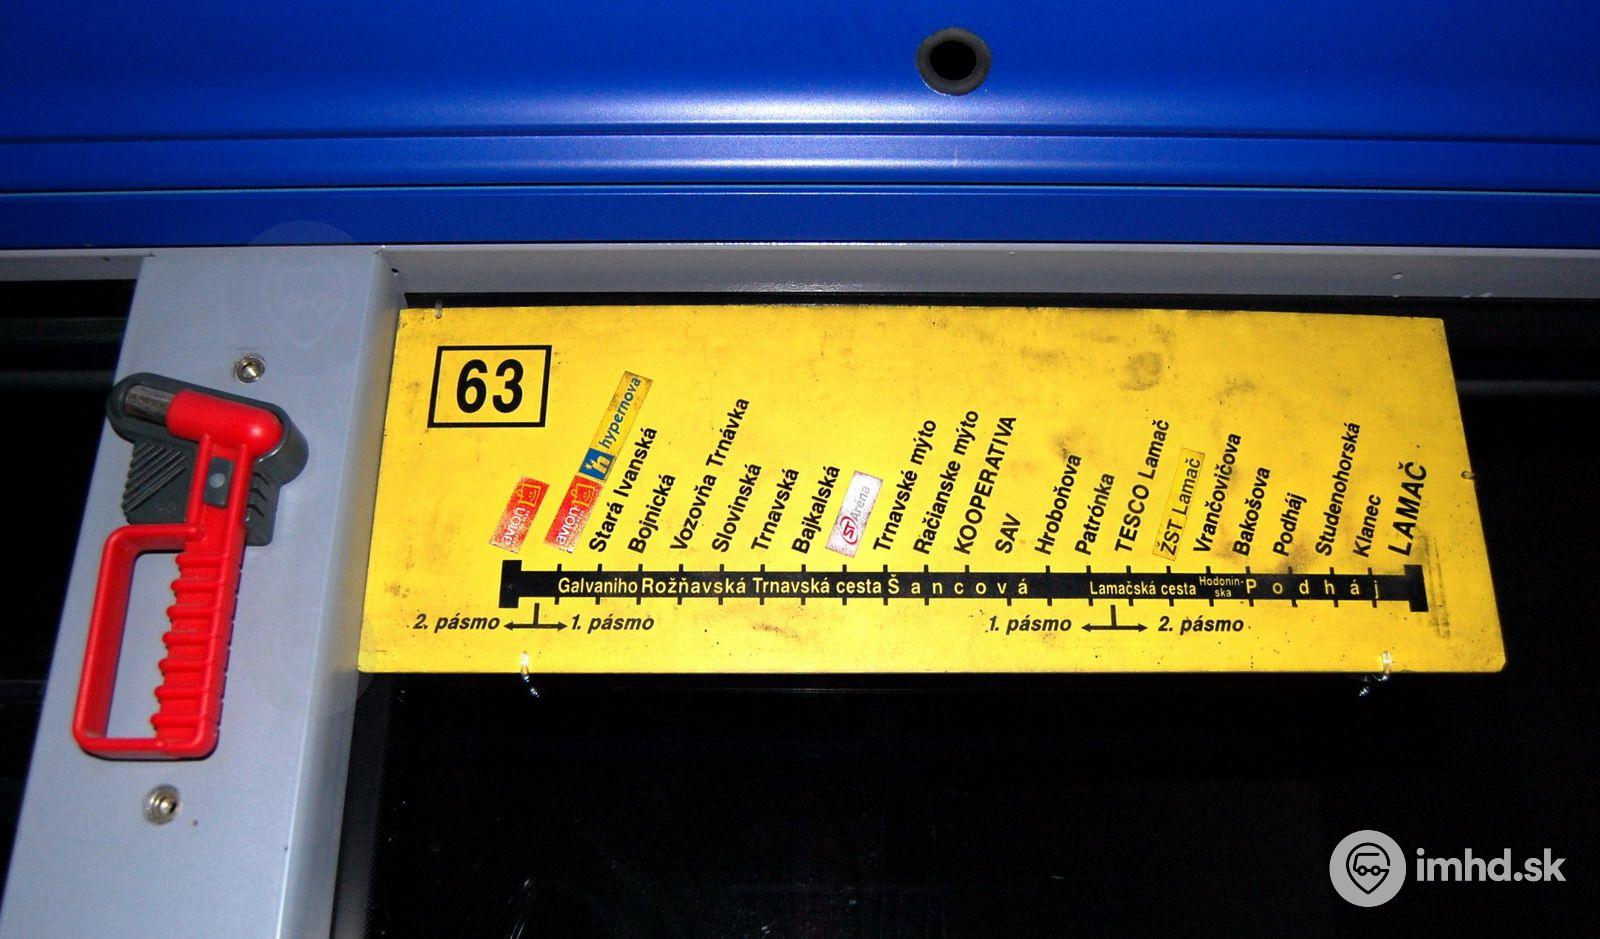 63
avion
avion
hypernova
Stará Ivanská
Bojnická
Vozovňa Trnávka
Slovinská
Trnavská
Bajkalská
ST Aréna
Trnavské mýto
Račianske mýto
KOOPERATIVA
SAV
Hroboňova
Patrónka
TESCO Lamač
ŽST Lamač
Vrančovičova
Bakošova
Podháj
Studenohorská
Klanec
LAMAČ
Galvaniho Rožňavská Trnavská cesta Šancová Lamačská cesta Hodonin-
ska Podháj
2. pásmo 1. pásmo 1. pásmo 2. pásmo
imhd.sk